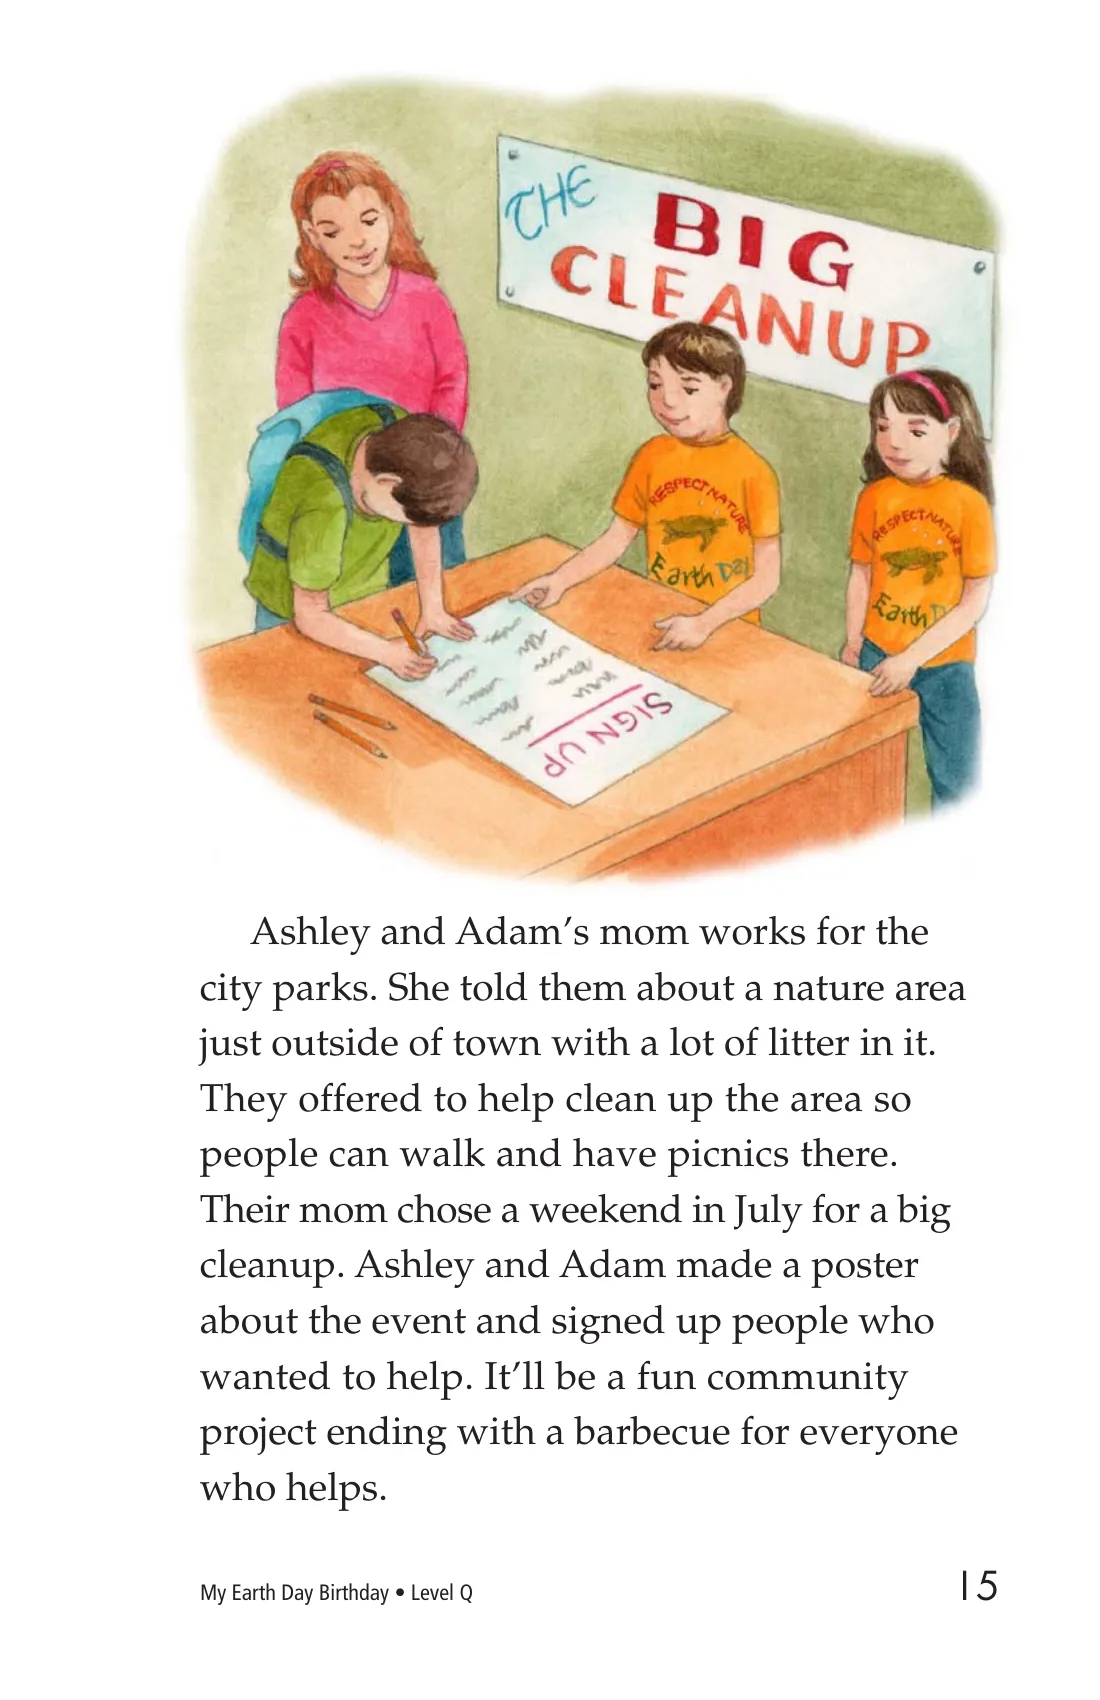 THE
BIG
CLEANUP
RESPECT NATURE
Earth Day
RESPECT NATURE
Earth D
SIGN UP
Ashley and Adam’s mom works for the
city parks. She told them about a nature area
just outside of town with a lot of litter in it.
They offered to help clean up the area so
people can walk and have picnics there.
Their mom chose a weekend in July for a big
cleanup. Ashley and Adam made a poster
about the event and signed up people who
wanted to help. It’ll be a fun community
project ending with a barbecue for everyone
who helps.
My Earth Day Birthday • Level Q
15